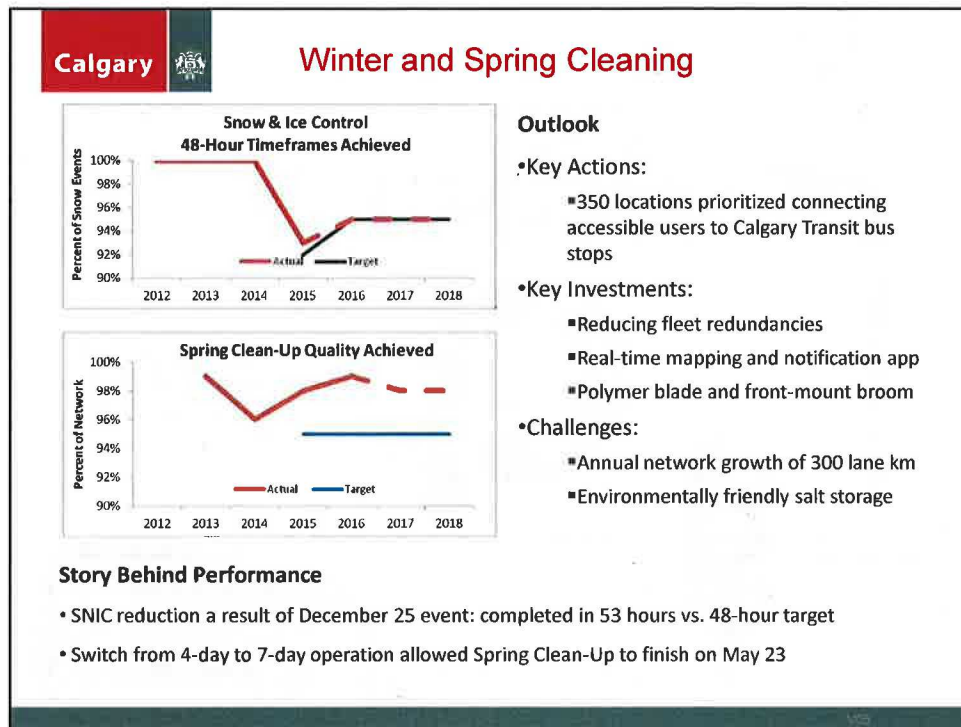 Calgary
Winter and Spring Cleaning
Snow & Ice Control
48-Hour Timeframes Achieved
Percent of Snow Events
100%
98%
96%
94%
92%
90%
Actual
Target
2012 2013 2014 2015 2016 2017 2018
Spring Clean-Up Quality Achieved
Percent of Network
100%
98%
96%
94%
92%
90%
Actual
Target
2012 2013 2014 2015 2016 2017 2018
Outlook
•Key Actions:
▪350 locations prioritized connecting
accessible users to Calgary Transit bus
stops
•Key Investments:
▪Reducing fleet redundancies
▪Real-time mapping and notification app
▪Polymer blade and front-mount broom
•Challenges:
▪Annual network growth of 300 lane km
▪Environmentally friendly salt storage
Story Behind Performance
• SNIC reduction a result of December 25 event: completed in 53 hours vs. 48-hour target
• Switch from 4-day to 7-day operation allowed Spring Clean-Up to finish on May 23